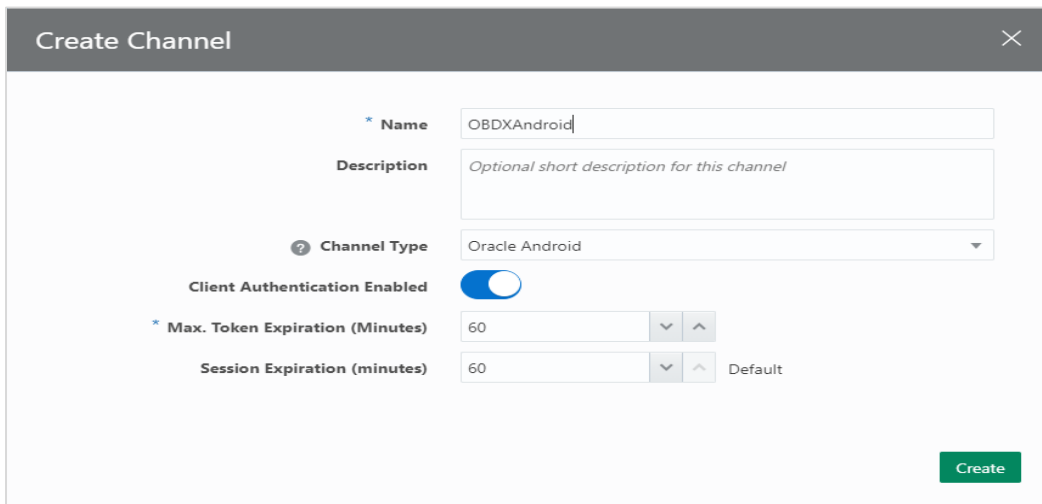 Create Channel
* Name OBDXAndroid
Description Optional short description for this channel
? Channel Type Oracle Android
Client Authentication Enabled
* Max. Token Expiration (Minutes) 60
Session Expiration (minutes) 60 Default
Create